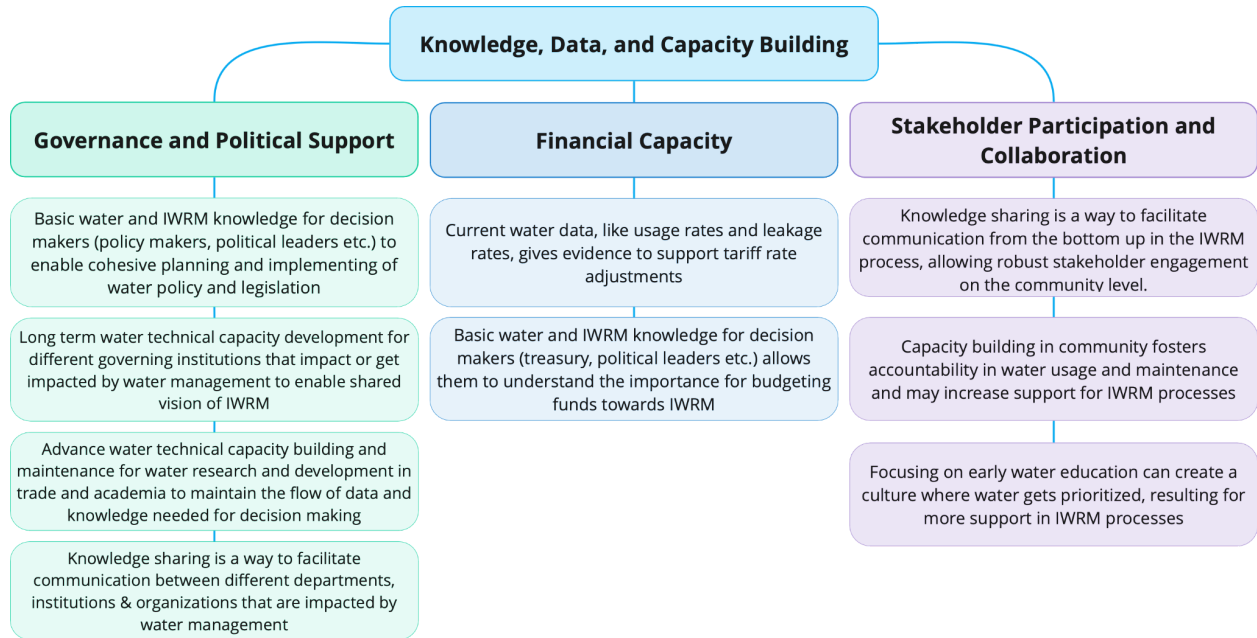 Knowledge, Data, and Capacity Building
Governance and Political Support
Basic water and IWRM knowledge for decision
makers (policy makers, political leaders etc.) to
enable cohesive planning and implementing of
water policy and legislation
Long term water technical capacity development for
different governing institutions that impact or get
impacted by water management to enable shared
vision of IWRM
Advance water technical capacity building and
maintenance for water research and development in
trade and academia to maintain the flow of data and
knowledge needed for decision making
Knowledge sharing is a way to facilitate
communication between different departments,
institutions & organizations that are impacted by
water management
Financial Capacity
Current water data, like usage rates and leakage
rates, gives evidence to support tariff rate
adjustments
Basic water and IWRM knowledge for decision
makers (treasury, political leaders etc.) allows
them to understand the importance for budgeting
funds towards IWRM
Stakeholder Participation and
Collaboration
Knowledge sharing is a way to facilitate
communication from the bottom up in the IWRM
process, allowing robust stakeholder engagement
on the community level.
Capacity building in community fosters
accountability in water usage and maintenance
and may increase support for IWRM processes
Focusing on early water education can create a
culture where water gets prioritized, resulting for
more support in IWRM processes